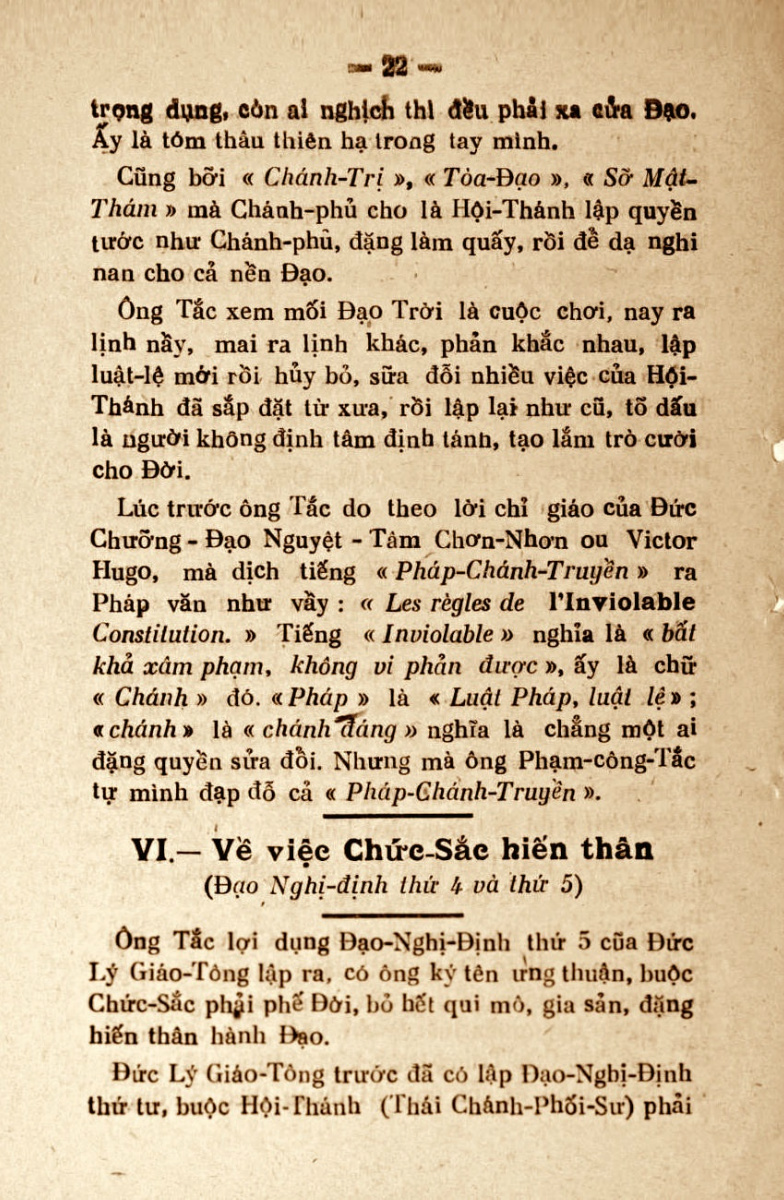 — 22 —
trọng dụng, còn ai nghịch thì đều phải xa cửa Đạo.
Ấy là tóm thâu thiên hạ trong tay mình.
Cũng bỡi « Chánh-Trị », « Tòa-Đạo », « Sỡ Mật-
Thám » mà Chánh-phủ cho là Hội-Thánh lập quyền
tước như Chánh-phủ, đặng làm quấy, rồi để dạ nghi
nan cho cả nền Đạo.
Ông Tắc xem mối Đạo Trời là cuộc chơi, nay ra
lịnh nầy, mai ra lịnh khác, phản khắc nhau, lập
luật-lệ mới rồi hủy bỏ, sữa đổi nhiều việc của Hội-
Thánh đã sắp đặt từ xưa, rồi lập lại như cũ, tỏ dấu
là người không định tâm định tánh, tạo lắm trò cười
cho Đời.
Lúc trước ông Tắc do theo lời chỉ giáo của Đức
Chưỡng - Đạo Nguyệt - Tâm Chơn-Nhơn ou Victor
Hugo, mà dịch tiếng « Pháp-Chánh-Truyền » ra
Pháp văn như vầy : « Les règles de l'Inviolable
Constitution. » Tiếng « Inviolable » nghĩa là « bất
khả xâm phạm, không vi phản được », ấy là chữ
« Chánh » đó. « Pháp » là « Luật Pháp, luật lệ » ;
« chánh » là « chánh đáng » nghĩa là chẳng một ai
đặng quyền sửa đổi. Nhưng mà ông Phạm-công-Tắc
tự mình đạp đỗ cả « Pháp-Chánh-Truyền ».
VI.— Về việc Chức-Sắc hiến thân
(Đạo Nghị-định thứ 4 và thứ 5)
Ông Tắc lợi dụng Đạo-Nghị-Định thứ 5 của Đức
Lý Giáo-Tông lập ra, có ông ký tên ưng thuận, buộc
Chức-Sắc phải phế Đời, bỏ hết qui mô, gia sản, đặng
hiến thân hành Đạo.
Đức Lý Giáo-Tông trước đã có lập Đạo-Nghị-Định
thứ tư, buộc Hội-Thánh (Thái Chánh-Phối-Sư) phải